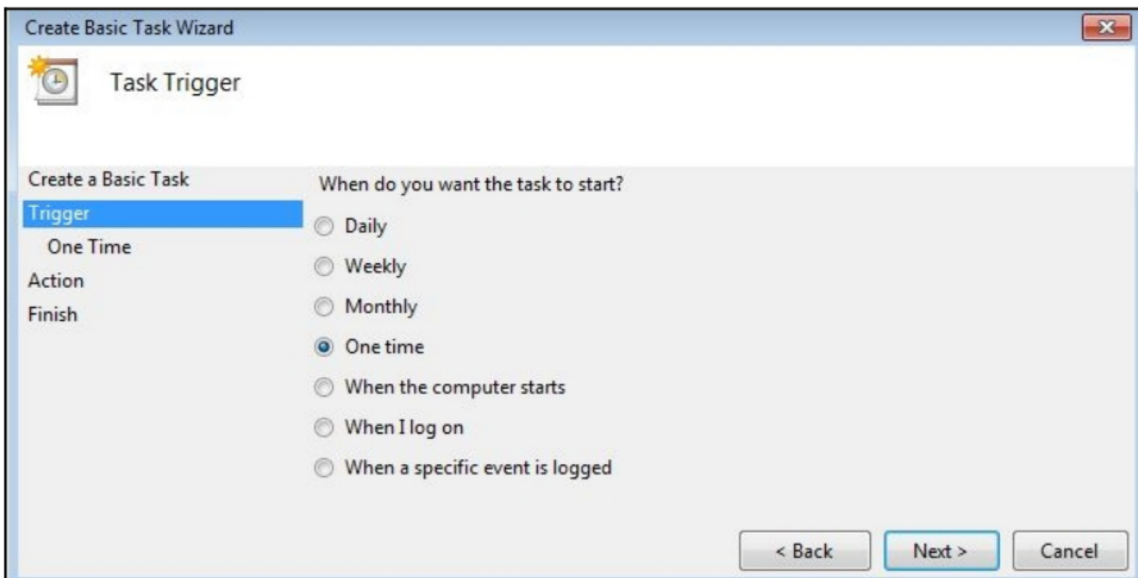 Create Basic Task Wizard
Task Trigger
Create a Basic Task
Trigger
One Time
Action
Finish
When do you want the task to start?
Daily
Weekly
Monthly
One time
When the computer starts
When I log on
When a specific event is logged
< Back
Next >
Cancel